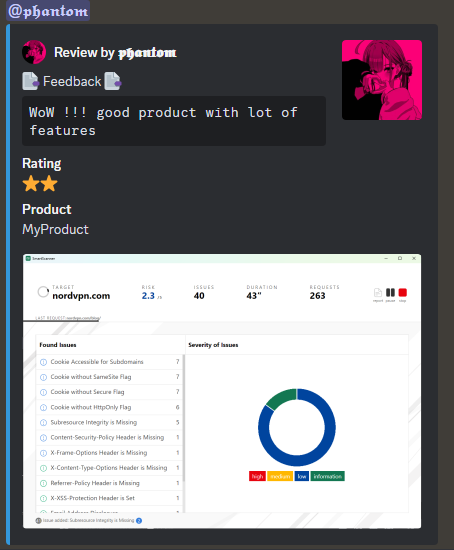 @𝖕𝖍𝖆𝖓𝖙𝖔𝖒
Review by 𝖕𝖍𝖆𝖓𝖙𝖔𝖒
Feedback
WoW !!! good product with lot of
features
Rating
Product
MyProduct
SmartScanner
TARGET RISK ISSUES DURATION REQUESTS
nordvpn.com 2.3 /5 40 43" 263
report pause stop
LAST REQUEST nordvpn.com/blog/
Found Issues
Cookie Accessible for Subdomains 7
Cookie without SameSite Flag 7
Cookie without Secure Flag 7
Cookie without HttpOnly Flag 6
Subresource Integrity is Missing 5
Content-Security-Policy Header is Missing 1
X-Frame-Options Header is Missing 1
X-Content-Type-Options Header is Missing 1
Referrer-Policy Header is Missing 1
X-XSS-Protection Header is Set 1
Email Address Disclosure
Severity of Issues
high medium low information
Issue added: Subresource Integrity is Missing